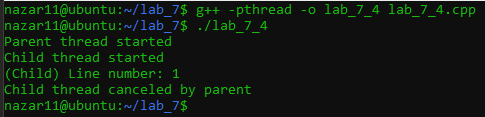 nazar11@ubuntu:~/lab_7$ g++ -pthread -o lab_7_4 lab_7_4.cpp
nazar11@ubuntu:~/lab_7$ ./lab_7_4
Parent thread started
Child thread started
(Child) Line number: 1
Child thread canceled by parent
nazar11@ubuntu:~/lab_7$